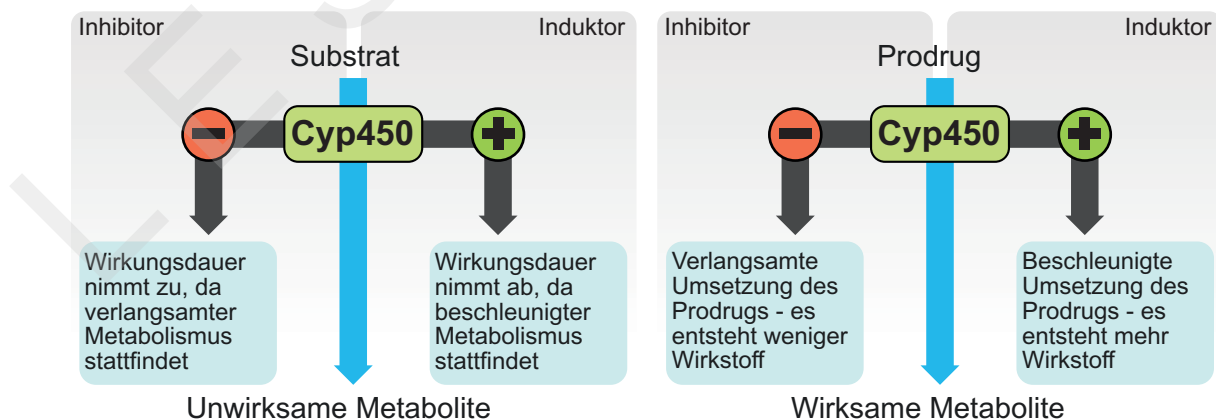 Inhibitor
Induktor
Substrat
Cyp450
Wirkungsdauer
nimmt zu, da
verlangsamter
Metabolismus
stattfindet
Wirkungsdauer
nimmt ab, da
beschleunigter
Metabolismus
stattfindet
Unwirksame Metabolite
Inhibitor
Induktor
Prodrug
Cyp450
Verlangsamte
Umsetzung des
Prodrugs - es
entsteht weniger
Wirkstoff
Beschleunigte
Umsetzung des
Prodrugs - es
entsteht mehr
Wirkstoff
Wirksame Metabolite